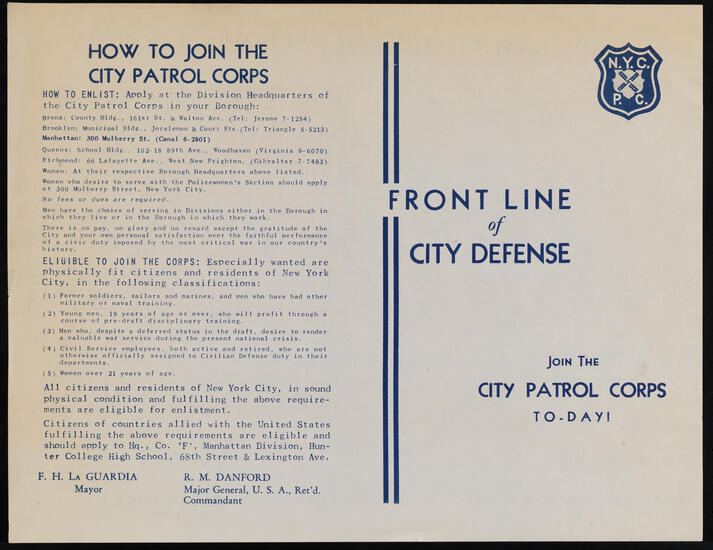 HOW TO JOIN THE
CITY PATROL CORPS
HOW TO ENLIST: Apply at the Division Headquarters of
the City Patrol Corps in your Borough:
Bronx: County Bldg., 161st St. & Walton Ave. (Tel: Jerome 7-1254)
Brooklyn: Municipal Bldg., Joralemon & Court Sts. (Tel: Triangle 5-5213)
Manhattan: 300 Mulberry St. (Canal 6-2801)
Queens: School Bldg., 102-18 89th Ave., Woodhaven (Virginia 9-6070)
Richmond: 66 Lafayette Ave., West New Brighton, (Gibraltar 7-7483)
Women: At their respective Borough Headquarters above listed.
Women who desire to serve with the Policewomen's Section should apply
at 300 Mulberry Street, New York City.
No fees or dues are required.
Men have the choice of serving in Divisions either in the Borough in
which they live or in the Borough in which they work.
There is no pay, no glory and no reward except the gratitude of the
City and your own personal satisfaction over the faithful performance
of a civic duty imposed by the most critical war in our country's
history.
ELIGIBLE TO JOIN THE CORPS: Especially wanted are
physically fit citizens and residents of New York
City, in the following classifications:
(1) Former soldiers, sailors and marines, and men who have had other
military or naval training.
(2) Young men, 19 years of age or over, who will profit through a
course of pre-draft disciplinary training.
(3) Men who, despite a deferred status in the draft, desire to render
a valuable war service during the present national crisis.
(4) Civil Service employees, both active and retired, who are not
otherwise officially assigned to Civilian Defense duty in their
departments.
(5) Women over 21 years of age.
All citizens and residents of New York City, in sound
physical condition and fulfilling the above require-
ments are eligible for enlistment.
Citizens of countries allied with the United States
fulfilling the above requirements are eligible and
should apply to Hq., Co. 'F', Manhattan Division, Hun-
ter College High School, 68th Street & Lexington Ave.
F. H. LA GUARDIA
Mayor
R. M. DANFORD
Major General, U. S. A., Ret'd.
Commandant
N.Y.C.
P.C.
FRONT LINE
of
CITY DEFENSE
JOIN THE
CITY PATROL CORPS
TO-DAY!